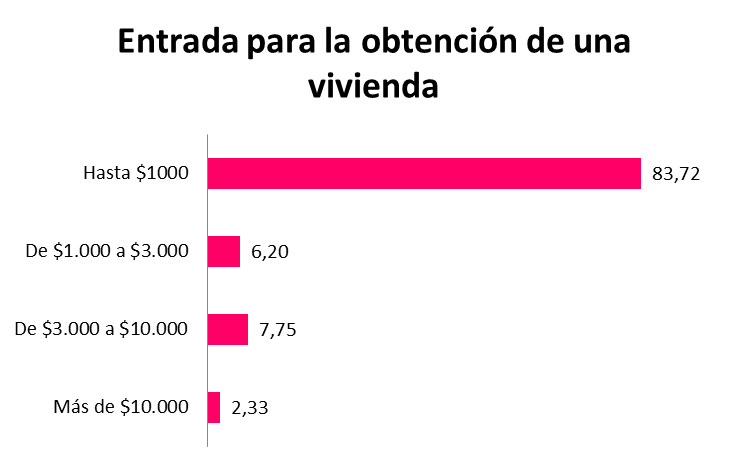 Entrada para la obtención de una
vivienda
Hasta $1000
83,72
De $1.000 a $3.000
6,20
De $3.000 a $10.000
7,75
Más de $10.000
2,33